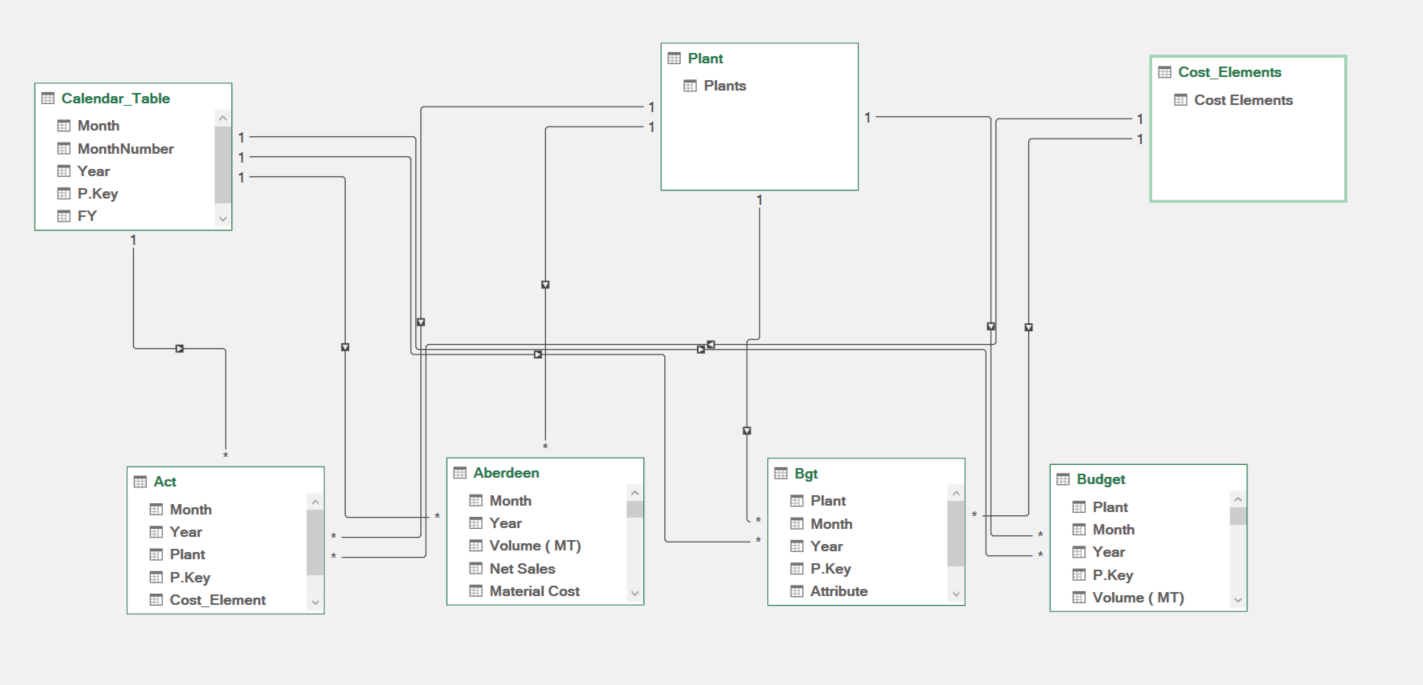 Calendar_Table
Month
MonthNumber
Year
P.Key
FY
Plant
Plants
Cost_Elements
Cost Elements
1
1
1
1
1
1
1
1
1
1
Act
Month
Year
Plant
P.Key
Cost_Element
Aberdeen
Month
Year
Volume ( MT)
Net Sales
Material Cost
Bgt
Plant
Month
Year
P.Key
Attribute
Budget
Plant
Month
Year
P.Key
Volume ( MT)
*
*
*
*
*
*
*
*
*
*